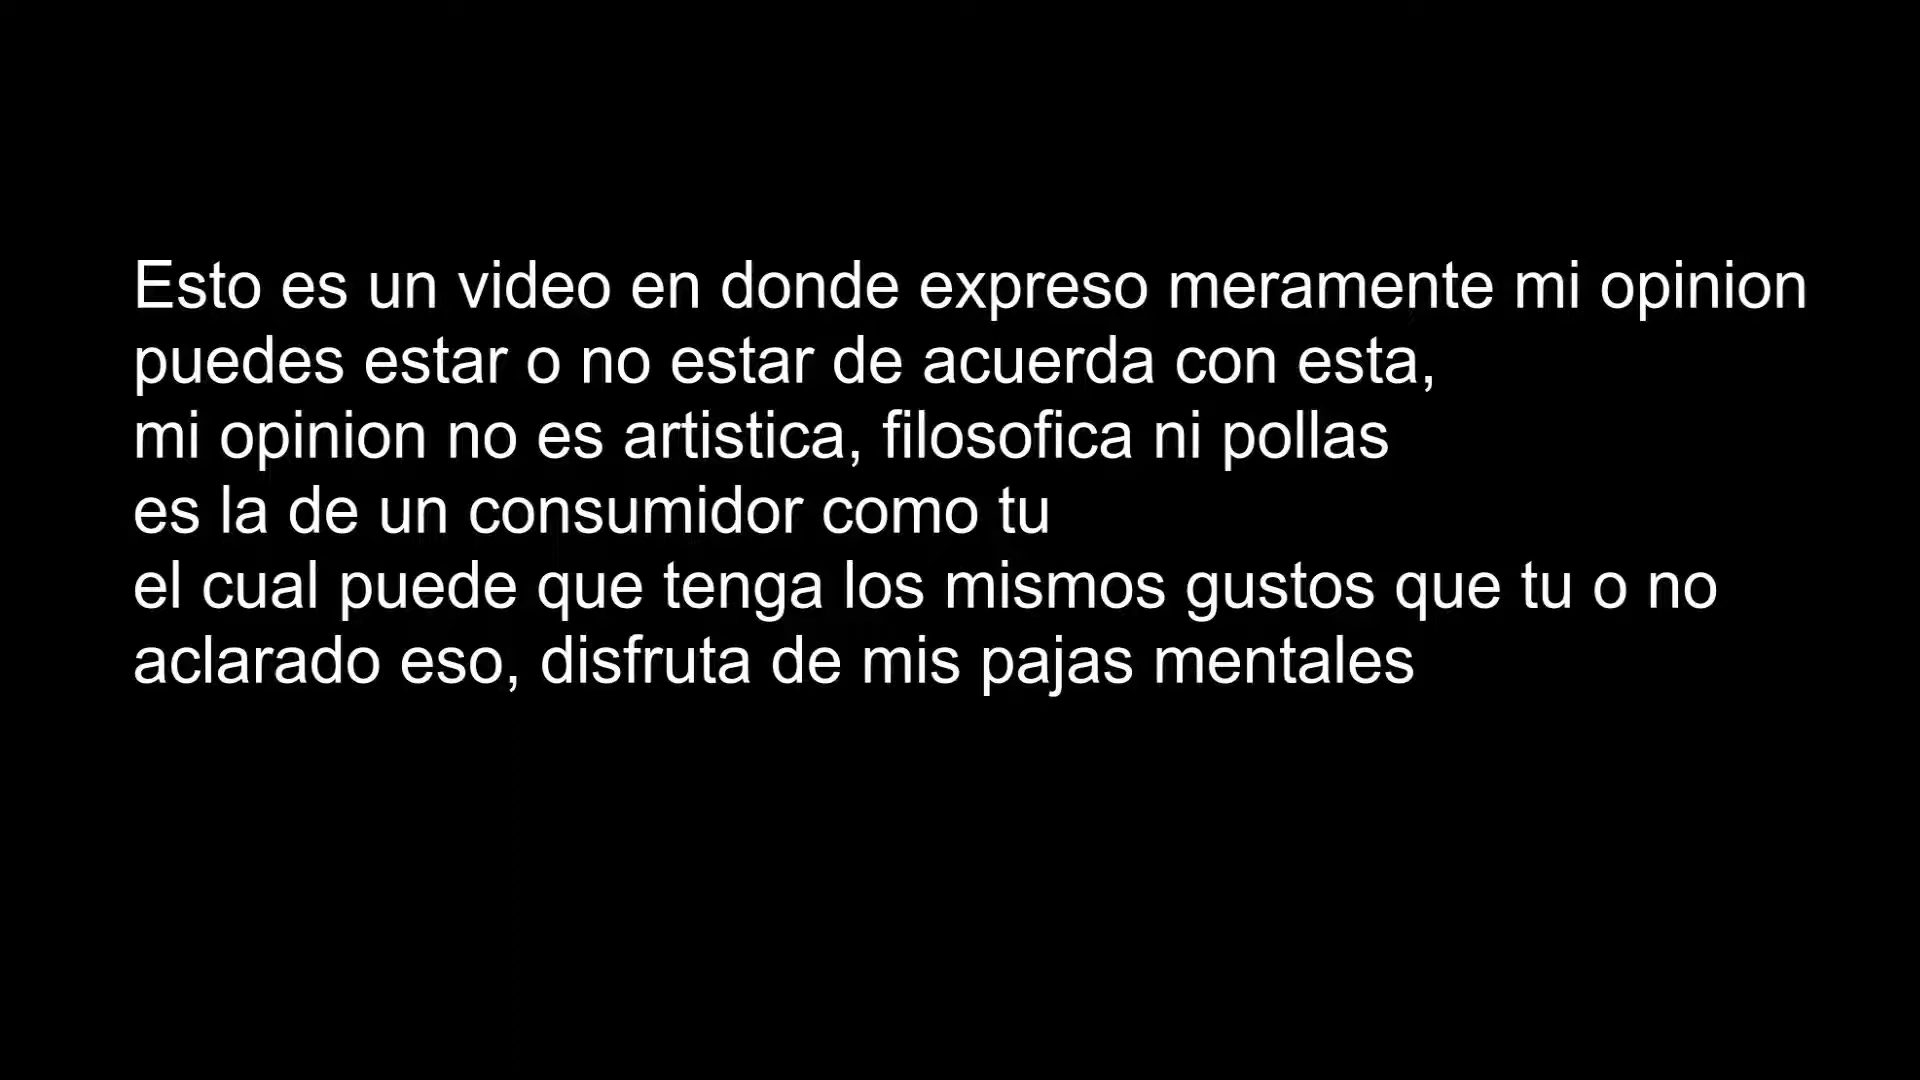 Esto es un video en donde expreso meramente mi opinion
puedes estar o no estar de acuerda con esta,
mi opinion no es artistica, filosofica ni pollas
es la de un consumidor como tu
el cual puede que tenga los mismos gustos que tu o no
aclarado eso, disfruta de mis pajas mentales